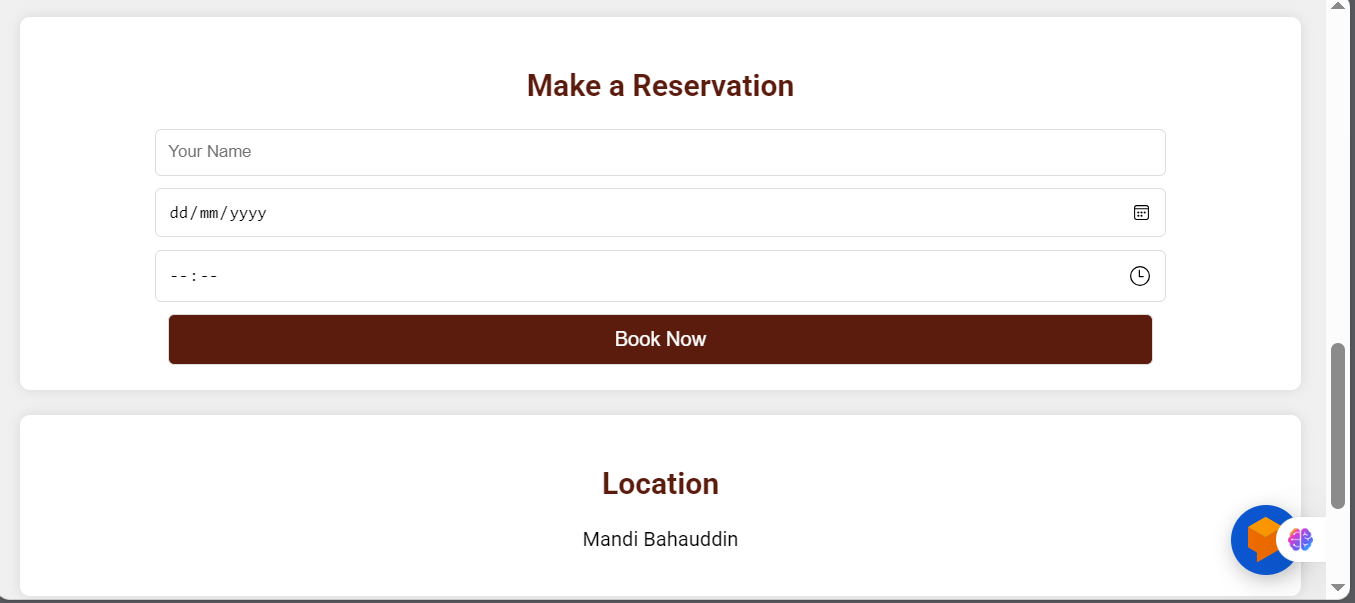 Make a Reservation
Your Name
dd/mm/yyyy
--:--
Book Now
Location
Mandi Bahauddin